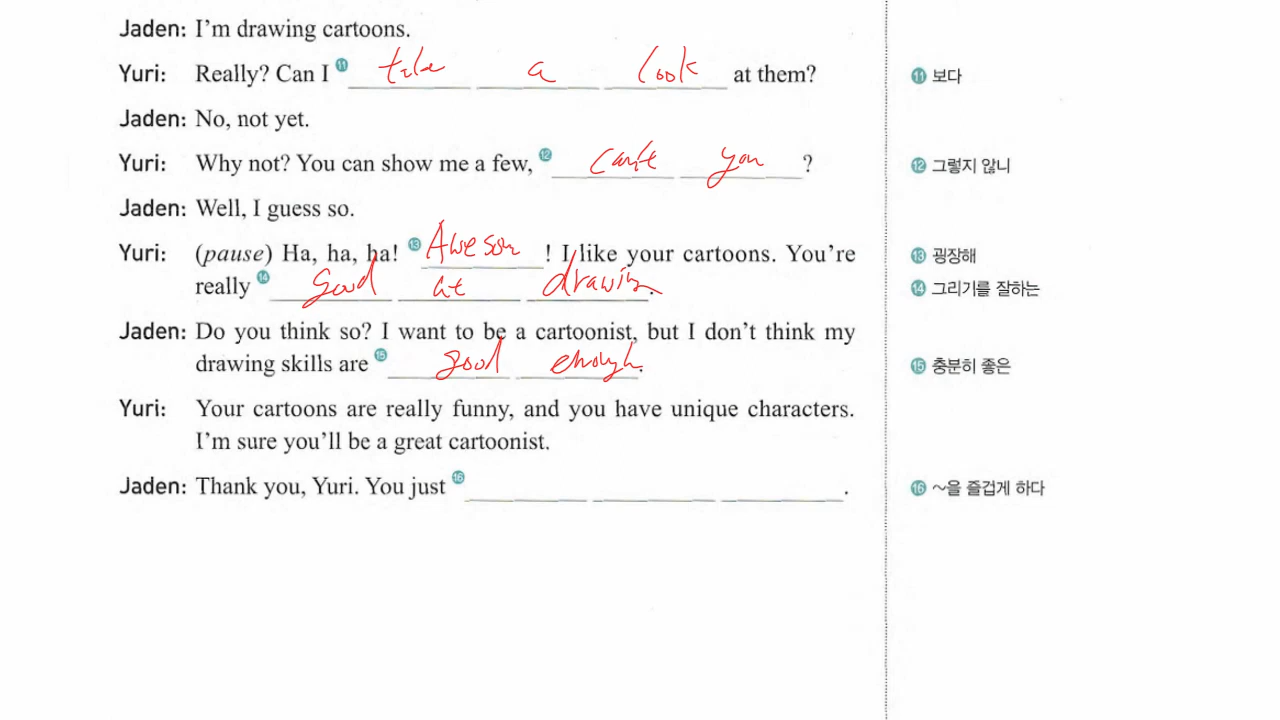 Jaden: I'm drawing cartoons.
Yuri: Really? Can I ⑪ take a look at them? ⑪ 보다
Jaden: No, not yet.
Yuri: Why not? You can show me a few, ⑫ can't you ? ⑫ 그렇지 않니
Jaden: Well, I guess so.
Yuri: (pause) Ha, ha, ha! ⑬ Awesom ! I like your cartoons. You're ⑬ 굉장해
really ⑭ good at drawing. ⑭ 그리기를 잘하는
Jaden: Do you think so? I want to be a cartoonist, but I don't think my
drawing skills are ⑮ good enough. ⑮ 충분히 좋은
Yuri: Your cartoons are really funny, and you have unique characters.
I'm sure you'll be a great cartoonist.
Jaden: Thank you, Yuri. You just ⑯ . ⑯ ～을 즐겁게 하다